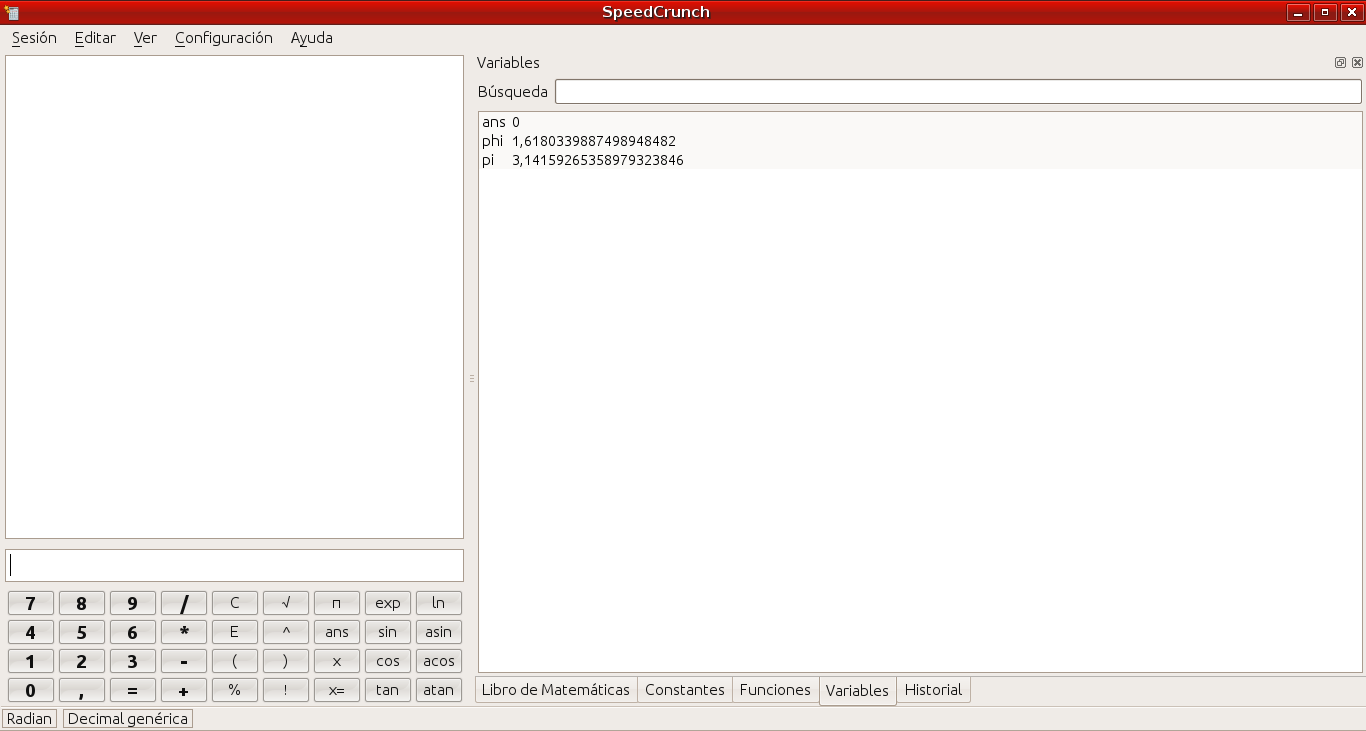 SpeedCrunch
Sesión Editar Ver Configuración Ayuda
Variables
Búsqueda
ans 0
phi 1,6180339887498948482
pi 3,14159265358979323846
7 8 9 / C √ π exp ln
4 5 6 * E ^ ans sin asin
1 2 3 - ( ) x cos acos
0 , = + % ! x= tan atan
Libro de Matemáticas Constantes Funciones Variables Historial
Radian Decimal genérica